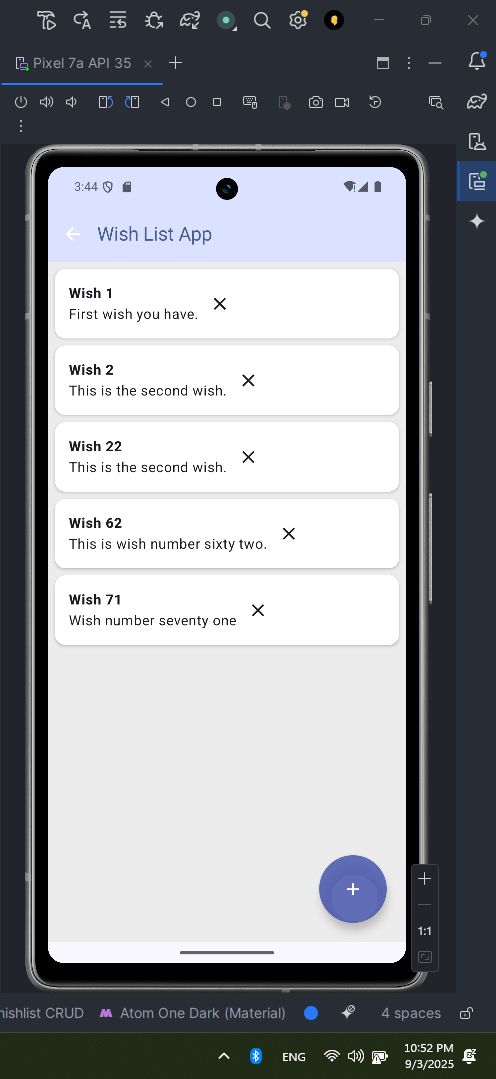 Pixel 7a API 35
3:44
Wish List App
Wish 1
First wish you have.
Wish 2
This is the second wish.
Wish 22
This is the second wish.
Wish 62
This is wish number sixty two.
Wish 71
Wish number seventy one
1:1
CRUD
Atom One Dark (Material)
4 spaces
ENG
10:52 PM
9/3/2025